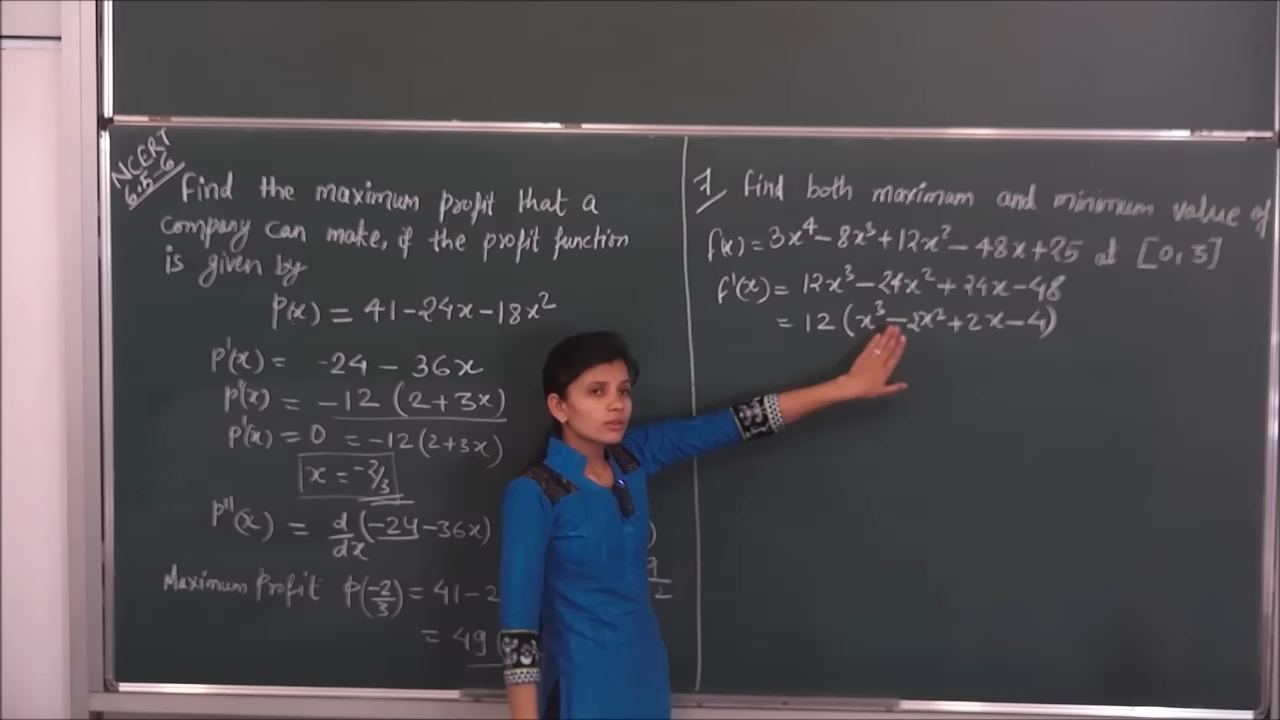 NCERT
6.5-6
Find the maximum profit that a
company can make, if the profit function
is given by
P(x) = 41-24x-18x²
p'(x) = -24 - 36x
p'(x) = -12 (2+3x)
p'(x) = 0 = -12(2+3x)
x = -2/3
p''(x) = d/dx (-24-36x)
Maximum Profit p(-2/3) = 41-2
= 49
7 find both maximum and minimum value of
f(x) = 3x⁴-8x³+12x²-48x+25 at [0,3]
f'(x) = 12x³-24x²+24x-48
= 12 (x³-2x²+2x-4)